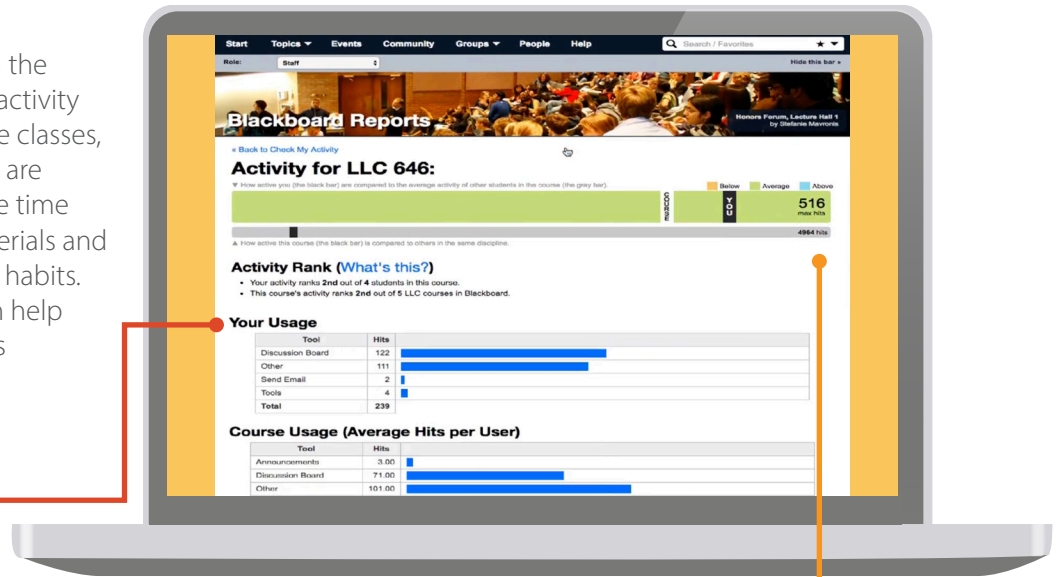 the
activity
e classes,
are
e time
erials and
habits.
n help
s
Start Topics ▼ Events Community Groups ▼ People Help Search / Favorites ★ ▼
Role: Staff Hide this bar »
Blackboard Reports
Honors Forum, Lecture Hall 1
by Stefanie Mavronis
« Back to Check My Activity
Activity for LLC 646:
▼ How active you (the black bar) are compared to the average activity of other students in the course (the gray bar).
Below Average Above
COURSE
YOU
516
max hits
4964 hits
▲ How active this course (the black bar) is compared to others in the same discipline.
Activity Rank (What's this?)
• Your activity ranks 2nd out of 4 students in this course.
• This course's activity ranks 2nd out of 5 LLC courses in Blackboard.
Your Usage
Tool Hits
Discussion Board 122
Other 111
Send Email 2
Tools 4
Total 239
Course Usage (Average Hits per User)
Tool Hits
Announcements 3.00
Discussion Board 71.00
Other 101.00